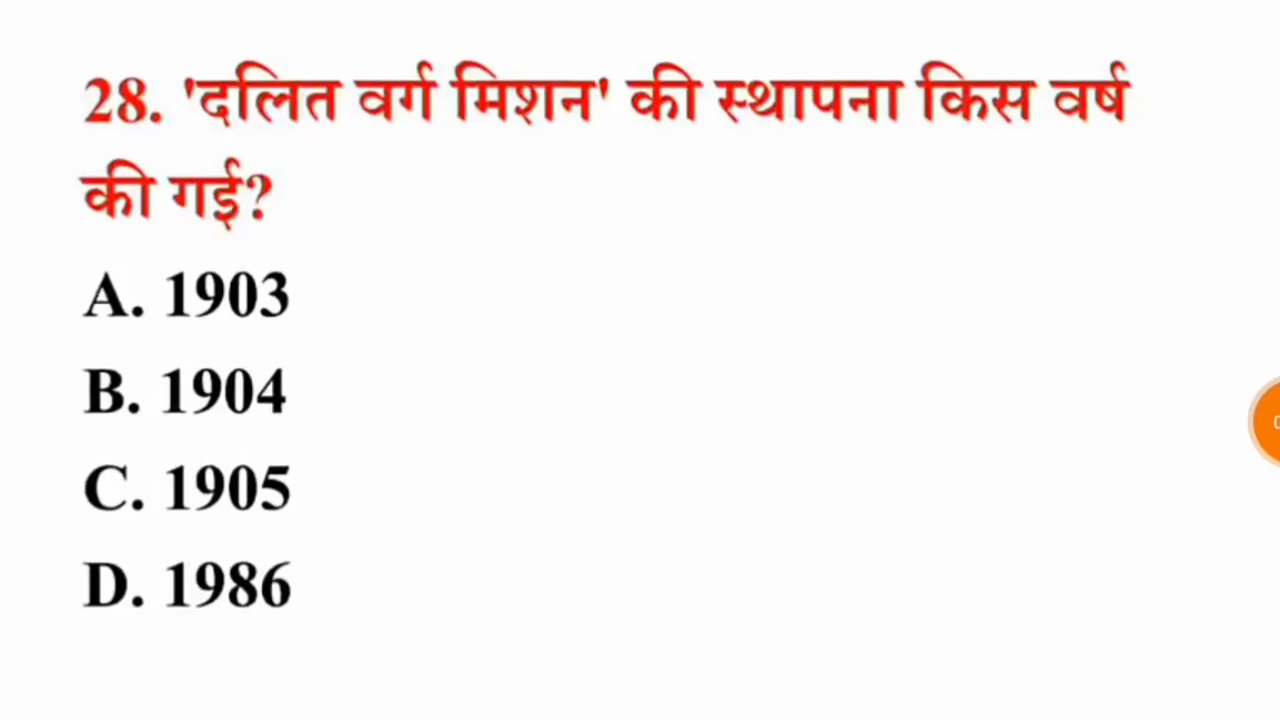 28. 'दलित वर्ग मिशन' की स्थापना किस वर्ष
की गई?
A. 1903
B. 1904
C. 1905
D. 1986